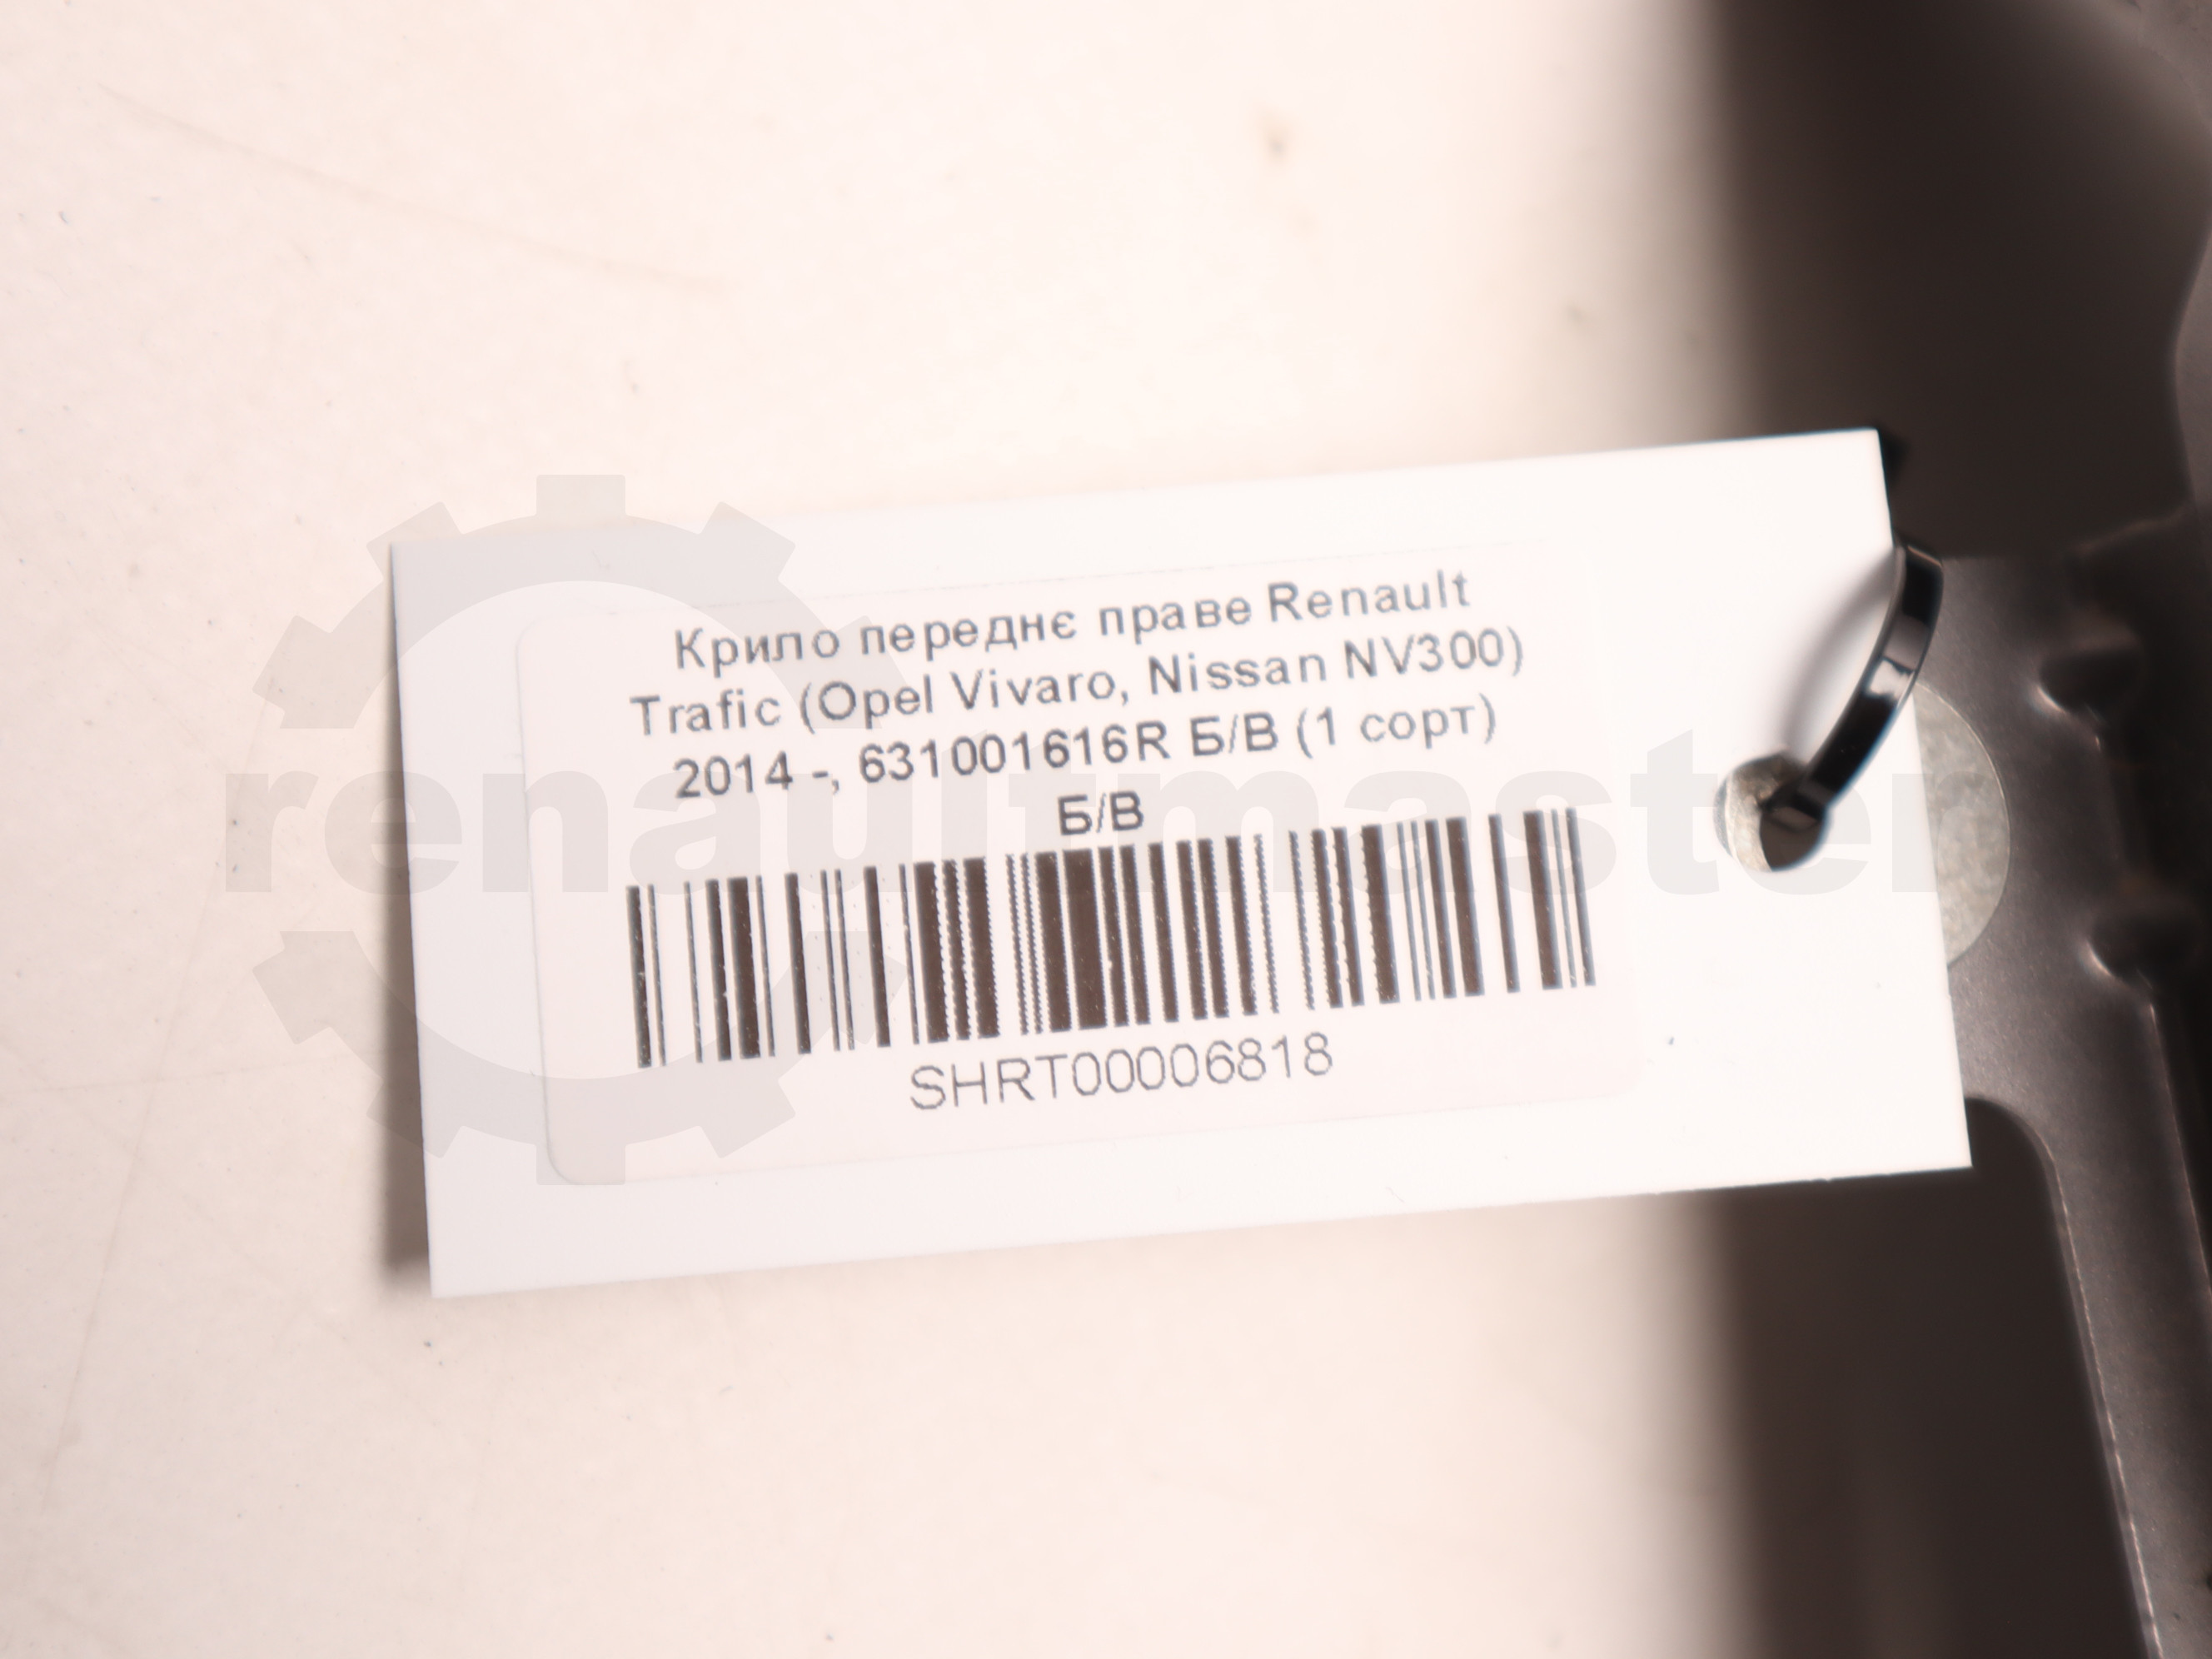 Крило переднє праве Renault
Trafic (Opel Vivaro, Nissan NV300)
2014 -, 631001616R Б/В (1 сорт)
Б/В
SHRT00006818
renaultmaster